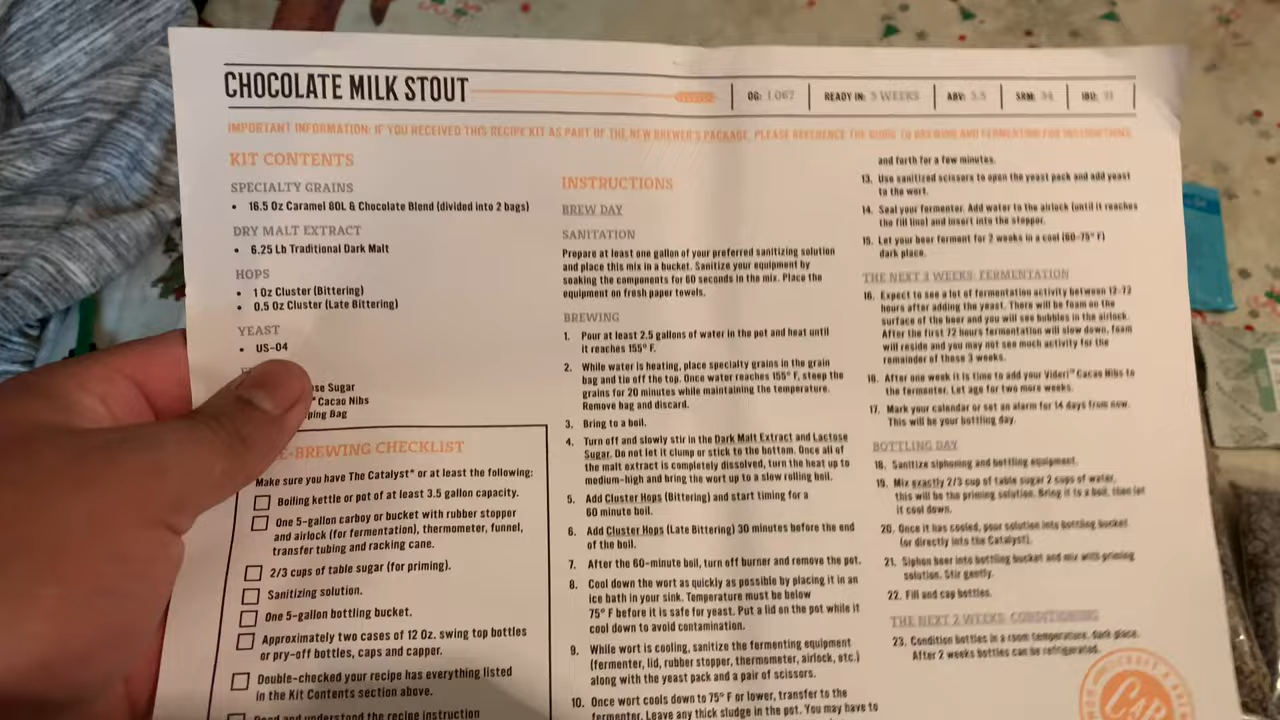 CHOCOLATE MILK STOUT
OG: 1.067
READY IN: 5 WEEKS
ABV: 5.5
SRM: 34
IBU:
IMPORTANT INFORMATION: IF YOU RECEIVED THIS RECIPE KIT AS PART OF THE NEW BREWER'S PACKAGE, PLEASE REFERENCE THE GUIDE TO BREWING AND FERMENTING FOR INSTRUCTIONS.
KIT CONTENTS
SPECIALTY GRAINS
• 16.5 Oz Caramel 80L & Chocolate Blend (divided into 2 bags)
DRY MALT EXTRACT
• 6.25 Lb Traditional Dark Malt
HOPS
• 1 Oz Cluster (Bittering)
• 0.5 Oz Cluster (Late Bittering)
YEAST
• US-04
ose Sugar
Cacao Nibs
ping Bag
E-BREWING CHECKLIST
Make sure you have The Catalyst® or at least the following:
Boiling kettle or pot of at least 3.5 gallon capacity.
One 5-gallon carboy or bucket with rubber stopper
and airlock (for fermentation), thermometer, funnel,
transfer tubing and racking cane.
2/3 cups of table sugar (for priming).
Sanitizing solution.
One 5-gallon bottling bucket.
Approximately two cases of 12 Oz. swing top bottles
or pry-off bottles, caps and capper.
Double-checked your recipe has everything listed
in the Kit Contents section above.
Read and understand the recipe instruction
INSTRUCTIONS
BREW DAY
SANITATION
Prepare at least one gallon of your preferred sanitizing solution
and place this mix in a bucket. Sanitize your equipment by
soaking the components for 60 seconds in the mix. Place the
equipment on fresh paper towels.
BREWING
1. Pour at least 2.5 gallons of water in the pot and heat until
it reaches 155° F.
2. While water is heating, place specialty grains in the grain
bag and tie off the top. Once water reaches 155° F, steep the
grains for 20 minutes while maintaining the temperature.
Remove bag and discard.
3. Bring to a boil.
4. Turn off and slowly stir in the Dark Malt Extract and Lactose
Sugar. Do not let it clump or stick to the bottom. Once all of
the malt extract is completely dissolved, turn the heat up to
medium-high and bring the wort up to a slow rolling boil.
5. Add Cluster Hops (Bittering) and start timing for a
60 minute boil.
6. Add Cluster Hops (Late Bittering) 30 minutes before the end
of the boil.
7. After the 60-minute boil, turn off burner and remove the pot.
8. Cool down the wort as quickly as possible by placing it in an
ice bath in your sink. Temperature must be below
75° F before it is safe for yeast. Put a lid on the pot while it
cool down to avoid contamination.
9. While wort is cooling, sanitize the fermenting equipment
(fermenter, lid, rubber stopper, thermometer, airlock, etc.)
along with the yeast pack and a pair of scissors.
10. Once wort cools down to 75° F or lower, transfer to the
fermenter. Leave any thick sludge in the pot. You may have to
and forth for a few minutes.
13. Use sanitized scissors to open the yeast pack and add yeast
to the wort.
14. Seal your fermenter. Add water to the airlock (until it reaches
the fill line) and insert into the stopper.
15. Let your beer ferment for 2 weeks in a cool (60-75° F)
dark place.
THE NEXT 3 WEEKS: FERMENTATION
16. Expect to see a lot of fermentation activity between 12-72
hours after adding the yeast. There will be foam on the
surface of the beer and you will see bubbles in the airlock.
After the first 72 hours fermentation will slow down, foam
will reside and you may not see much activity for the
remainder of these 3 weeks.
16. After one week it is time to add your Videri™ Cacao Nibs to
the fermenter. Let age for two more weeks.
17. Mark your calendar or set an alarm for 14 days from now.
This will be your bottling day.
BOTTLING DAY
18. Sanitize siphoning and bottling equipment.
19. Mix exactly 2/3 cup of table sugar 2 cups of water,
this will be the priming solution. Bring it to a boil, then let
it cool down.
20. Once it has cooled, pour solution into bottling bucket
(or directly into the Catalyst).
21. Siphon beer into bottling bucket and mix with priming
solution. Stir gently.
22. Fill and cap bottles.
THE NEXT 2 WEEKS: CONDITIONING
23. Condition bottles in a room temperature, dark place.
After 2 weeks bottles can be refrigerated.